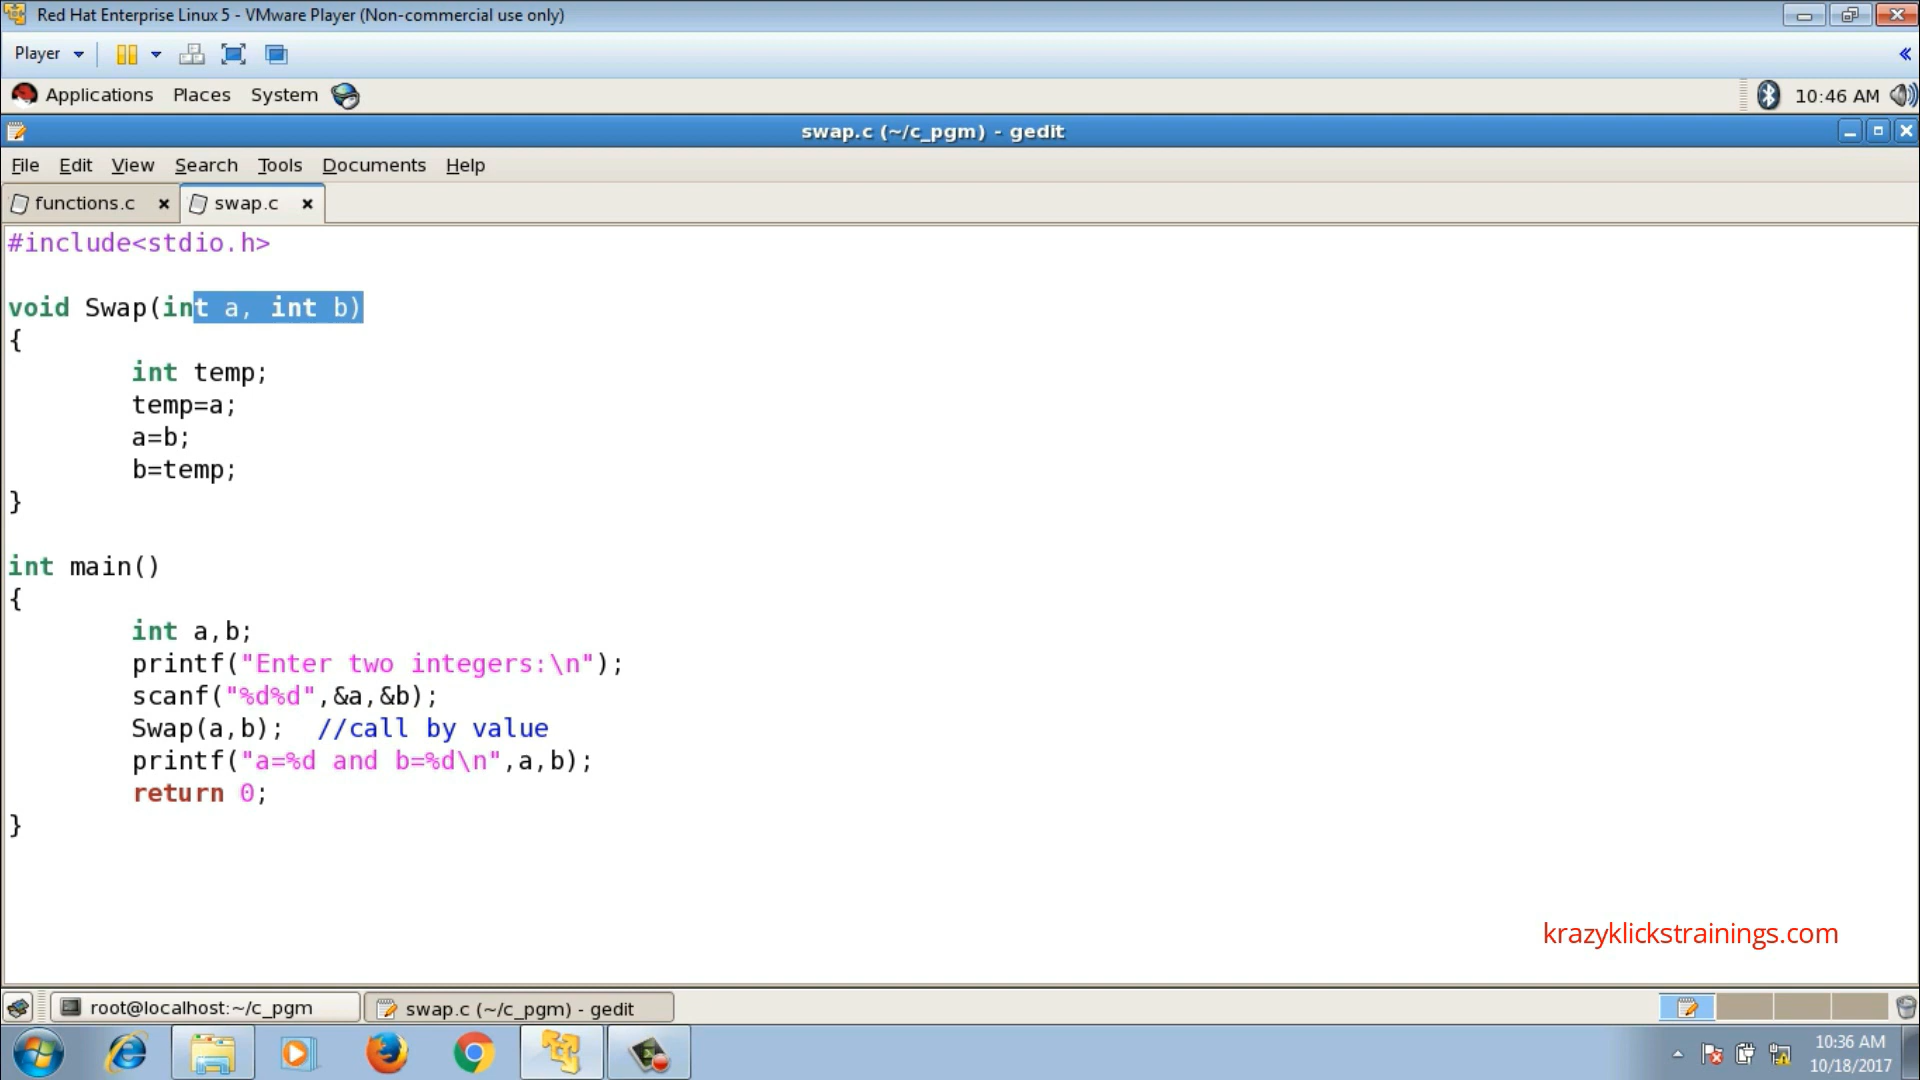 Red Hat Enterprise Linux 5 - VMware Player (Non-commercial use only)
Player
Applications Places System 10:46 AM
swap.c (~/c_pgm) - gedit
File Edit View Search Tools Documents Help
functions.c swap.c
#include<stdio.h>
void Swap(int a, int b)
{
int temp;
temp=a;
a=b;
b=temp;
}
int main()
{
int a,b;
printf("Enter two integers:\n");
scanf("%d%d",&a,&b);
Swap(a,b); //call by value
printf("a=%d and b=%d\n",a,b);
return 0;
}
krazyklickstrainings.com
root@localhost:~/c_pgm swap.c (~/c_pgm) - gedit
10:36 AM
10/18/2017